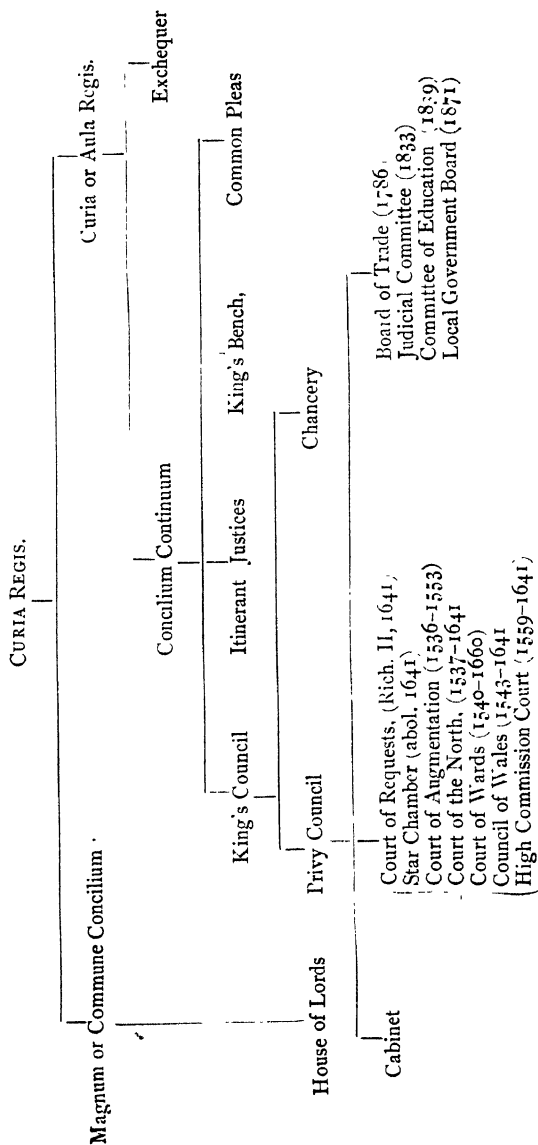 CURIA REGIS.
Magnum or Commune Concilium
Curia or Aula Regis.
Concilium Continuum
Exchequer
King's Council
Itinerant Justices
King's Bench,
Common Pleas
House of Lords
Privy Council
Chancery
Cabinet
Court of Requests, (Rich. II, 1641)
Star Chamber (abol. 1641)
Court of Augmentation (1536-1553)
Court of the North, (1537-1641
Court of Wards (1540-1660)
Council of Wales (1543-1641
High Commission Court (1559-1641)
Board of Trade (1786
Judicial Committee (1833)
Committee of Education (1839)
Local Government Board (1871)